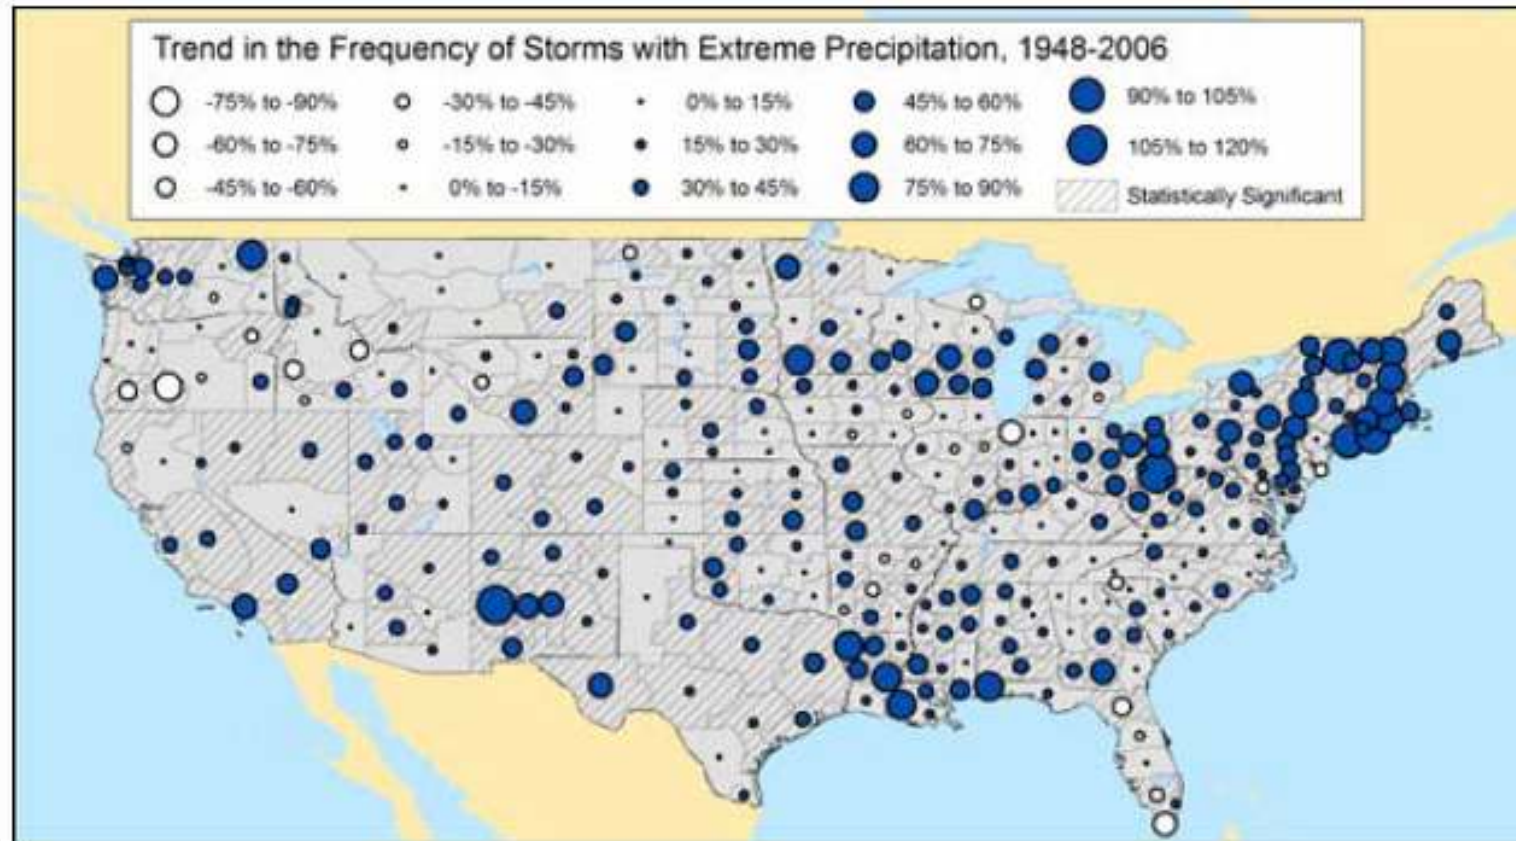 Trend in the Frequency of Storms with Extreme Precipitation, 1948-2006
-75% to -90%
-60% to -75%
-45% to -60%
-30% to -45%
-15% to -30%
0% to -15%
0% to 15%
15% to 30%
30% to 45%
45% to 60%
60% to 75%
75% to 90%
90% to 105%
105% to 120%
Statistically Significant